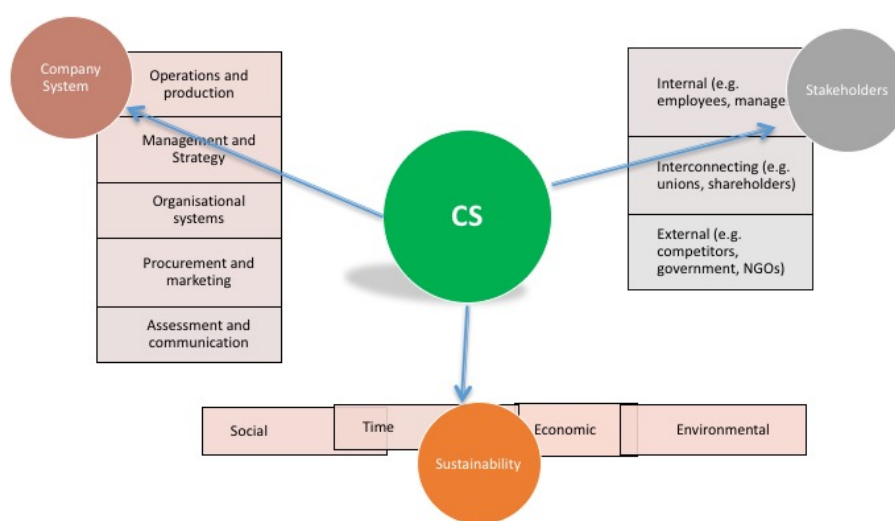 Company
System
Operations and
production
Management and
Strategy
Organisational
systems
Procurement and
marketing
Assessment and
communication
CS
Internal (e.g.
employees, manage
Stakeholders
Interconnecting (e.g.
unions, shareholders)
External (e.g.
competitors,
government, NGOs)
Social
Time
Economic
Environmental
Sustainability